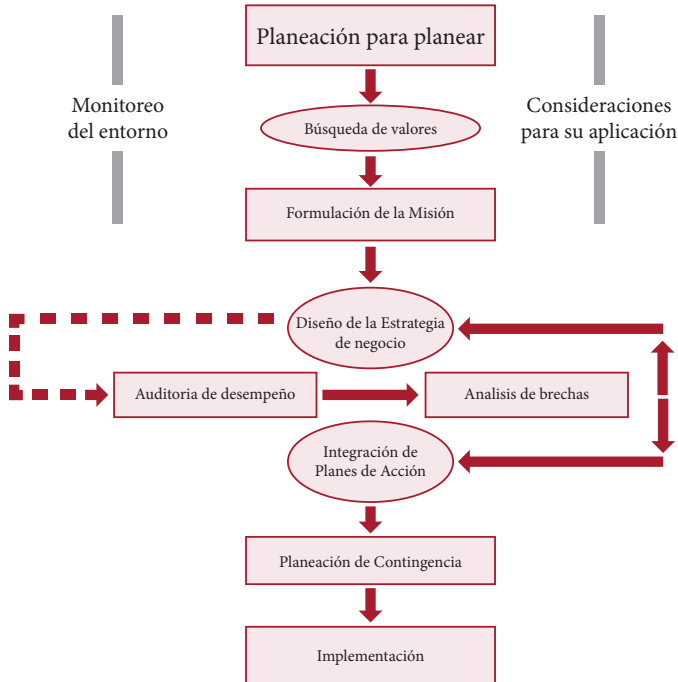 Planeación para planear
Monitoreo
del entorno
Búsqueda de valores
Consideraciones
para su aplicación
Formulación de la Misión
Diseño de la Estrategia
de negocio
Auditoria de desempeño
Analisis de brechas
Integración de
Planes de Acción
Planeación de Contingencia
Implementación